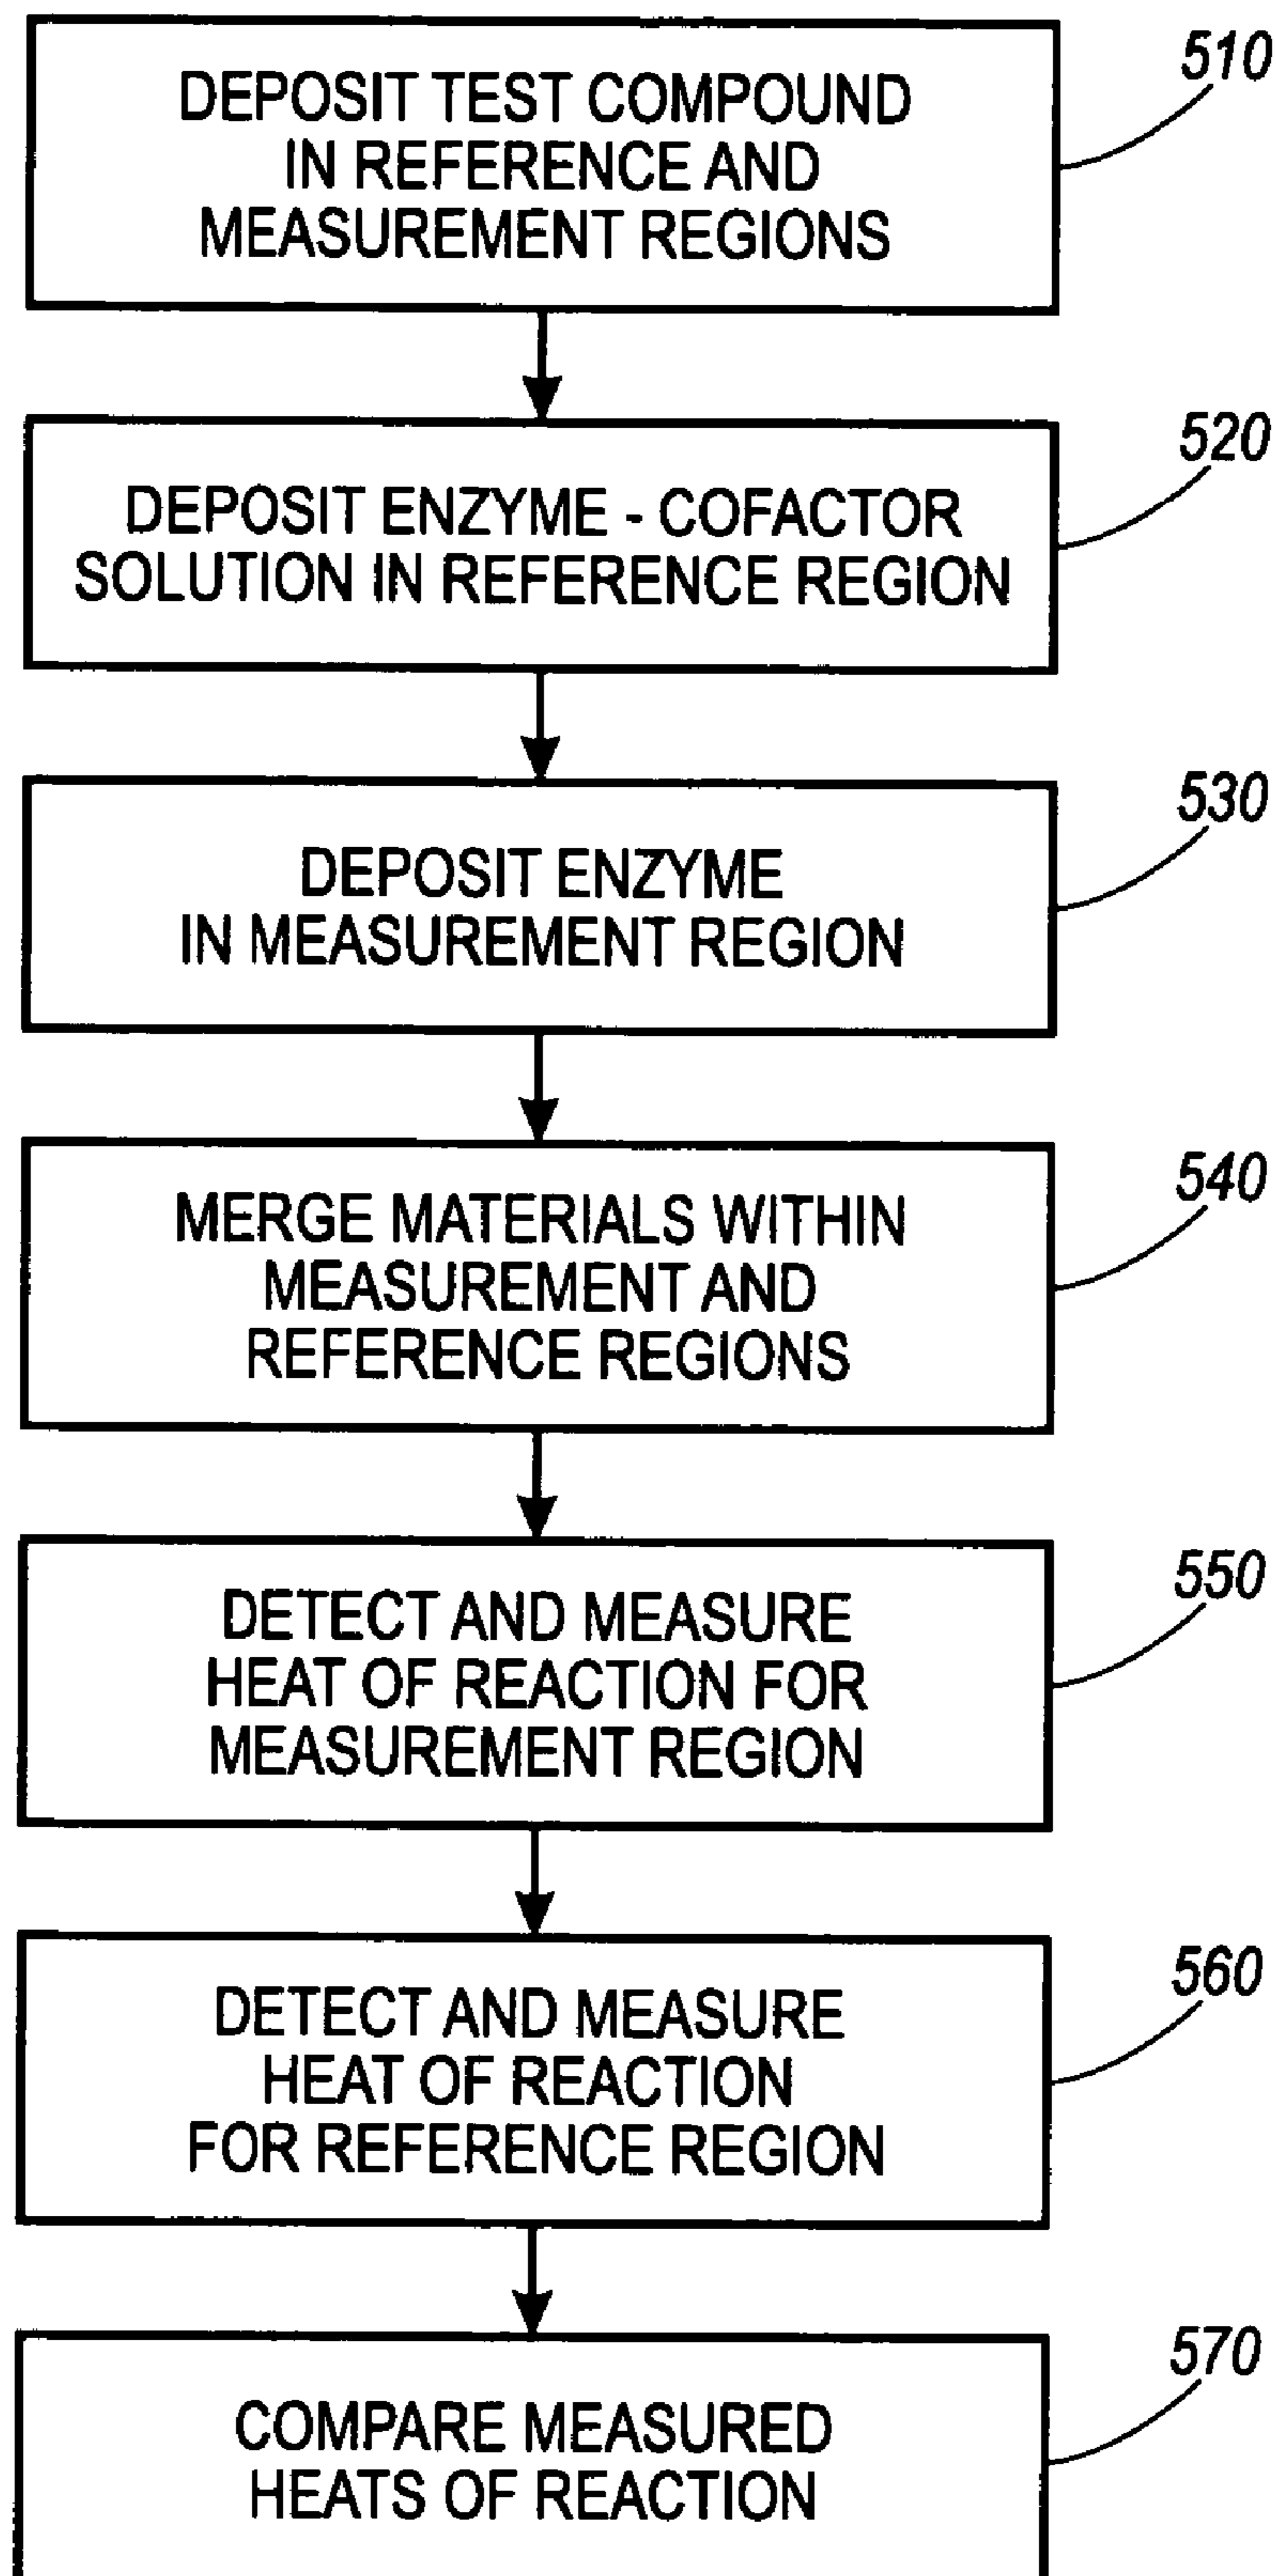 DEPOSIT TEST COMPOUND
IN REFERENCE AND
MEASUREMENT REGIONS
510
DEPOSIT ENZYME - COFACTOR
SOLUTION IN REFERENCE REGION
520
DEPOSIT ENZYME
IN MEASUREMENT REGION
530
MERGE MATERIALS WITHIN
MEASUREMENT AND
REFERENCE REGIONS
540
DETECT AND MEASURE
HEAT OF REACTION FOR
MEASUREMENT REGION
550
DETECT AND MEASURE
HEAT OF REACTION
FOR REFERENCE REGION
560
COMPARE MEASURED
HEATS OF REACTION
570